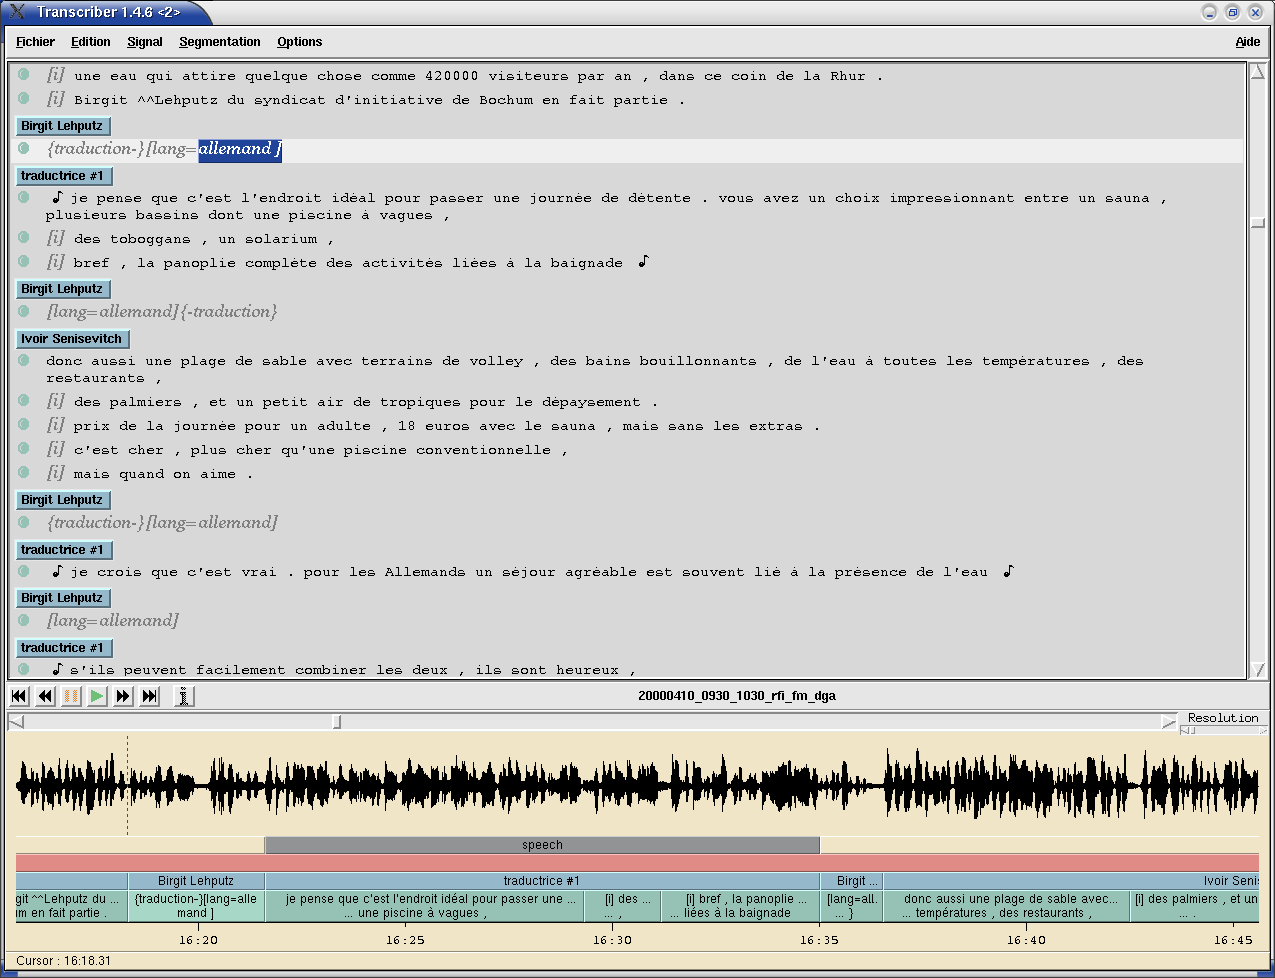 Transcriber 1.4.6 <2>
Fichier Edition Signal Segmentation Options Aide
[i] une eau qui attire quelque chose comme 420000 visiteurs par an , dans ce coin de la Rhur .
[i] Birgit ^^Lehputz du syndicat d'initiative de Bochum en fait partie .
Birgit Lehputz
{traduction-}[lang=allemand ]
traductrice #1
♪ je pense que c'est l'endroit idéal pour passer une journée de détente . vous avez un choix impressionnant entre un sauna ,
plusieurs bassins dont une piscine à vagues ,
[i] des toboggans , un solarium ,
[i] bref , la panoplie complète des activités liées à la baignade ♪
Birgit Lehputz
[lang=allemand]{-traduction}
Ivoir Senisevitch
donc aussi une plage de sable avec terrains de volley , des bains bouillonnants , de l'eau à toutes les températures , des
restaurants ,
[i] des palmiers , et un petit air de tropiques pour le dépaysement .
[i] prix de la journée pour un adulte , 18 euros avec le sauna , mais sans les extras .
[i] c'est cher , plus cher qu'une piscine conventionnelle ,
[i] mais quand on aime .
Birgit Lehputz
{traduction-}[lang=allemand]
traductrice #1
♪ je crois que c'est vrai . pour les Allemands un séjour agréable est souvent lié à la présence de l'eau ♪
Birgit Lehputz
[lang=allemand]
traductrice #1
♪ s'ils peuvent facilement combiner les deux , ils sont heureux ,
20000410_0930_1030_rfi_fm_dga
Resolution
speech
Birgit Lehputz traductrice #1 Birgit ... Ivoir Seni
git ^^Lehputz du ... {traduction-}[lang=alle je pense que c'est l'endroit idéal pour passer une ... [i] des ... [i] bref , la panoplie ... [lang=all. donc aussi une plage de sable avec... [i] des palmiers , et un
um en fait partie . mand ] ... une piscine à vagues , ... , ... liées à la baignade ... } ... températures , des restaurants , ... .
16:20 16:25 16:30 16:35 16:40 16:45
Cursor : 16:18.31